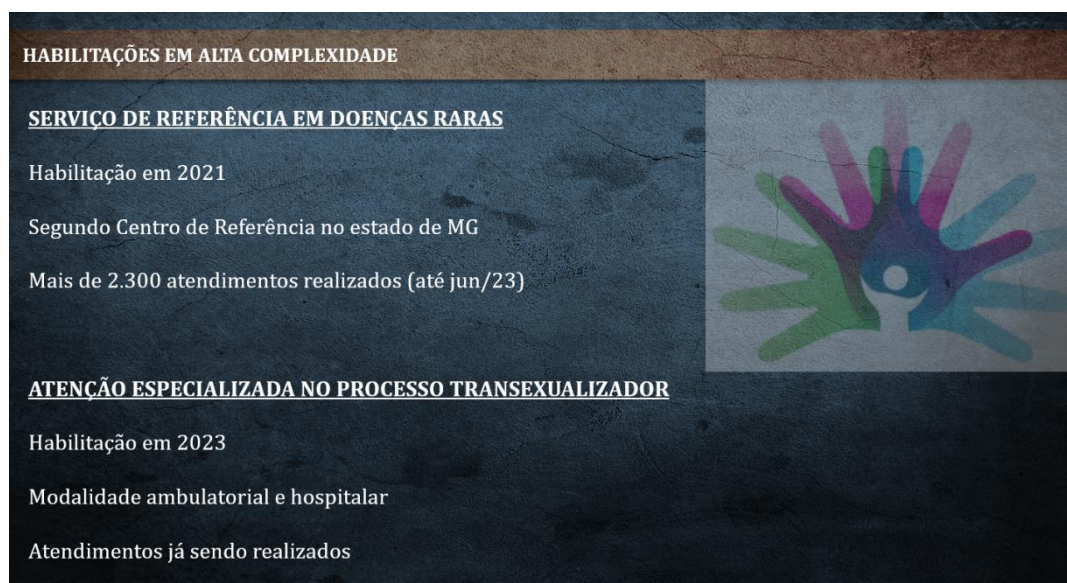 HABILITAÇÕES EM ALTA COMPLEXIDADE
SERVIÇO DE REFERÊNCIA EM DOENÇAS RARAS
Habilitação em 2021
Segundo Centro de Referência no estado de MG
Mais de 2.300 atendimentos realizados (até jun/23)
ATENÇÃO ESPECIALIZADA NO PROCESSO TRANSEXUALIZADOR
Habilitação em 2023
Modalidade ambulatorial e hospitalar
Atendimentos já sendo realizados